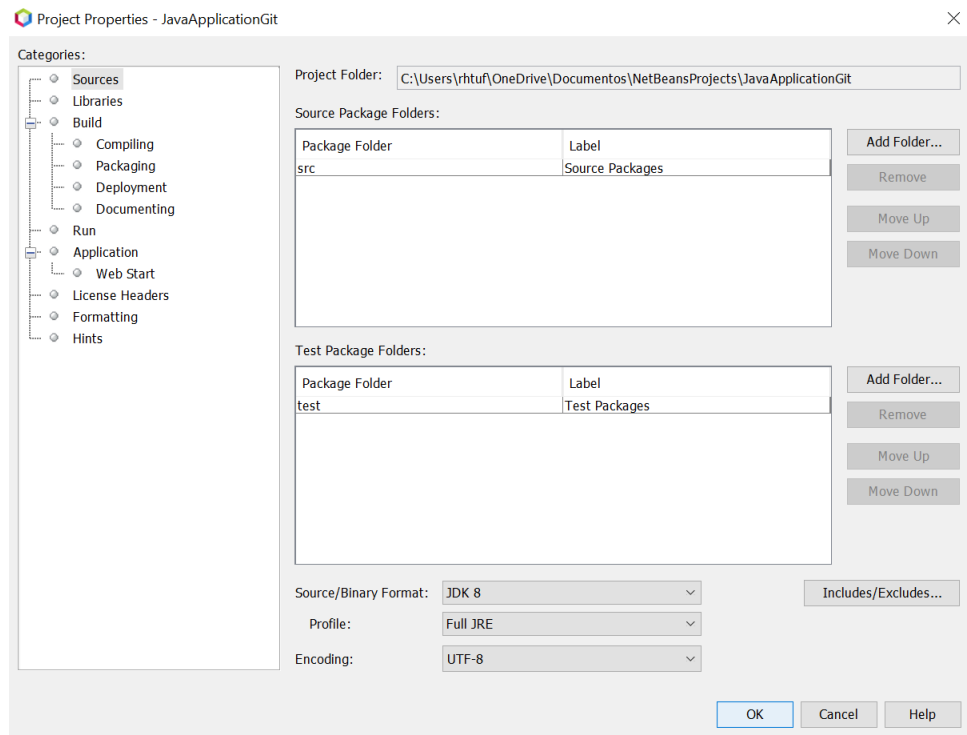 Project Properties - JavaApplicationGit
Categories:
Sources
Libraries
Build
Compiling
Packaging
Deployment
Documenting
Run
Application
Web Start
License Headers
Formatting
Hints
Project Folder: C:\Users\rhtuf\OneDrive\Documentos\NetBeansProjects\JavaApplicationGit
Source Package Folders:
Package Folder Label
src Source Packages
Add Folder...
Remove
Move Up
Move Down
Test Package Folders:
Package Folder Label
test Test Packages
Add Folder...
Remove
Move Up
Move Down
Source/Binary Format: JDK 8 Includes/Excludes...
Profile: Full JRE
Encoding: UTF-8
OK Cancel Help